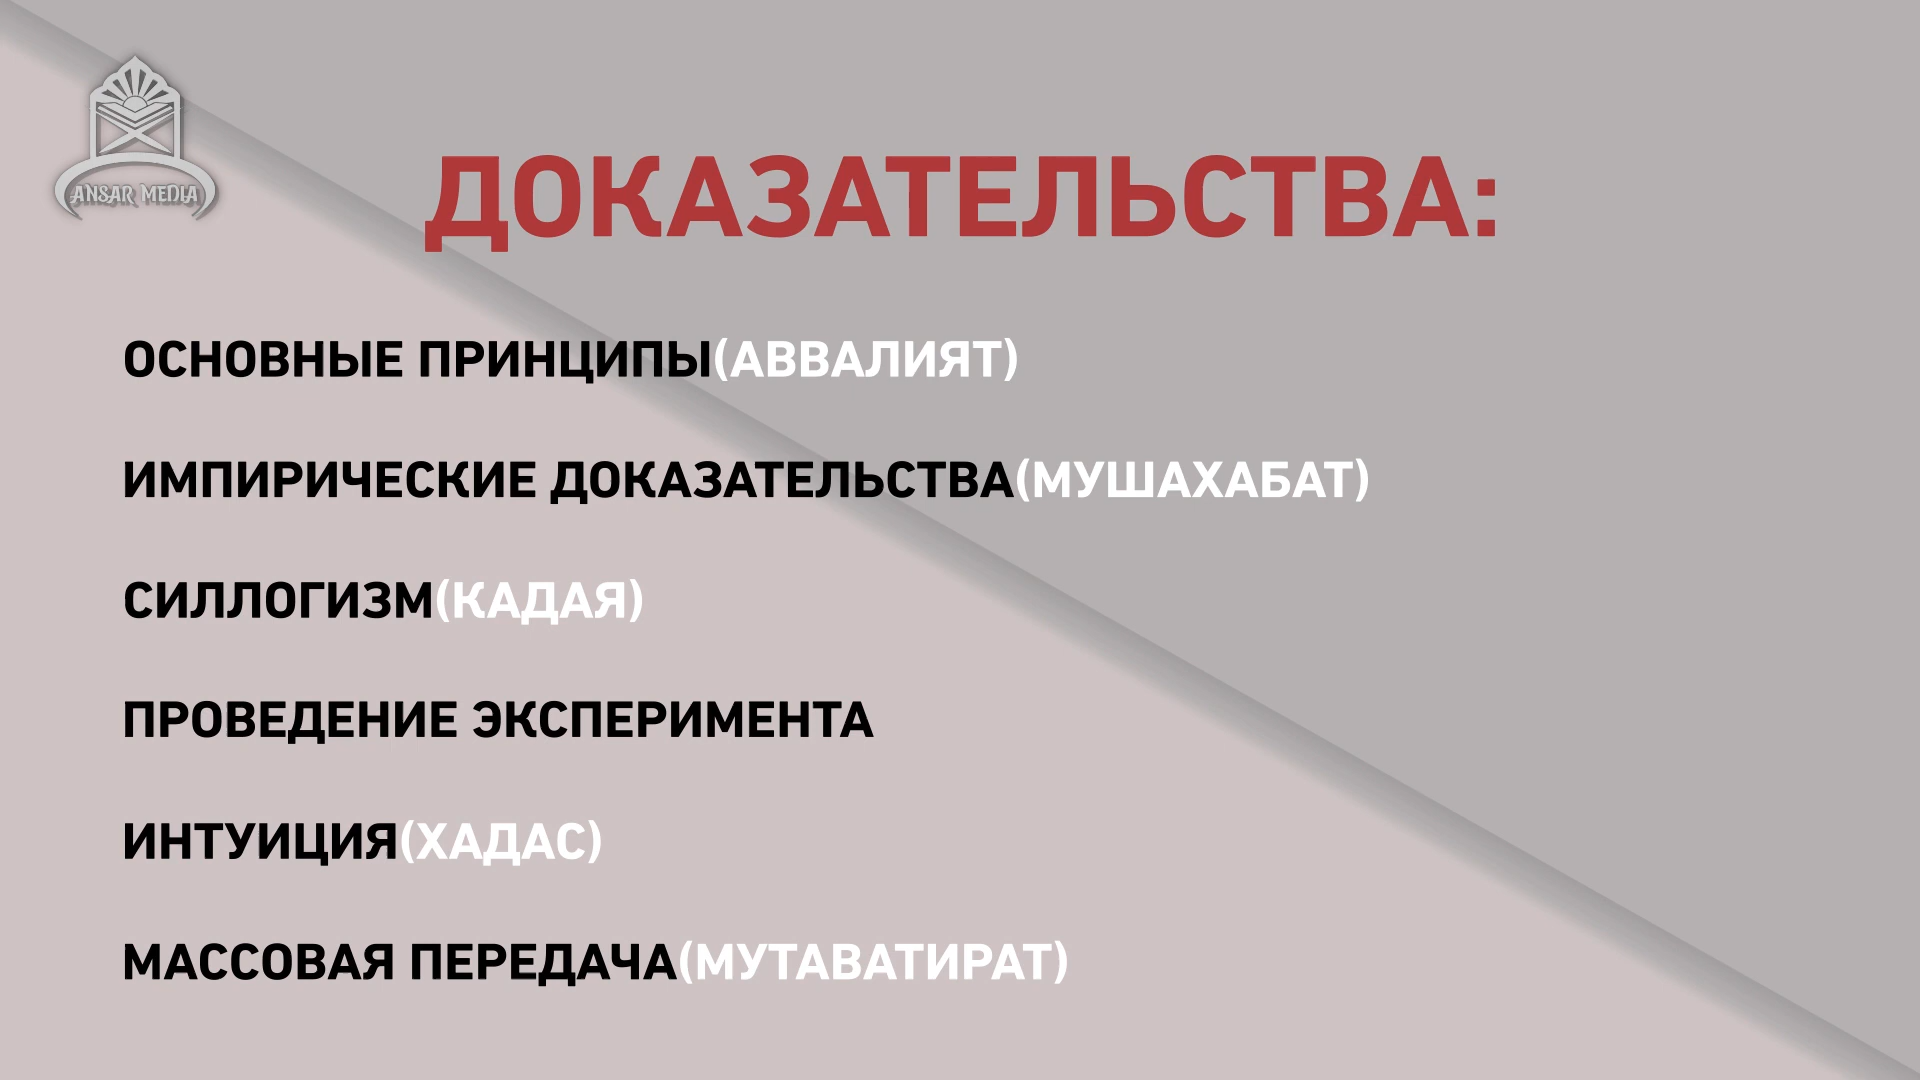 ANSAR MEDIA
ДОКАЗАТЕЛЬСТВА:
ОСНОВНЫЕ ПРИНЦИПЫ(АВВАЛИЯТ)
ИМПИРИЧЕСКИЕ ДОКАЗАТЕЛЬСТВА(МУШАХАБАТ)
СИЛЛОГИЗМ(КАДАЯ)
ПРОВЕДЕНИЕ ЭКСПЕРИМЕНТА
ИНТУИЦИЯ(ХАДАС)
МАССОВАЯ ПЕРЕДАЧА(МУТАВАТИРАТ)